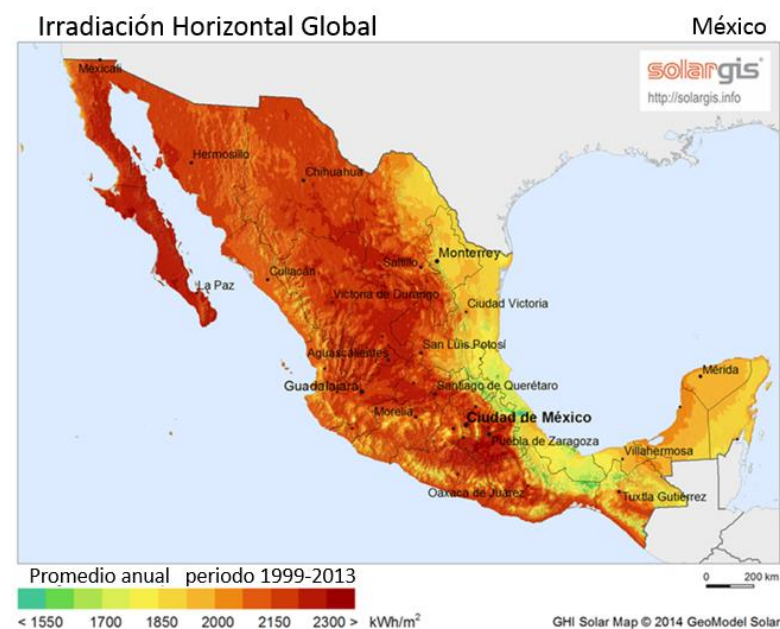 Irradiación Horizontal Global
México
solargis
http://solargis.info
Mexicali
Hermosillo
Chihuahua
Monterrey
Saltillo
Culiacán
La Paz
Victoria de Durango
Ciudad Victoria
San Luis Potosí
Aguascalientes
Guadalajara
Santiago de Querétaro
Mérida
Morelia
Ciudad de México
Puebla de Zaragoza
Villahermosa
Oaxaca de Juárez
Tuxtla Gutiérrez
Promedio anual periodo 1999-2013
0 200 km
< 1550 1700 1850 2000 2150 2300 > kWh/m²
GHI Solar Map © 2014 GeoModel Solar